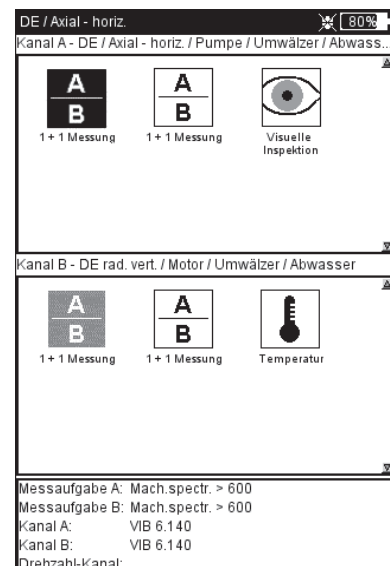 DE / Axial - horiz. 80%
Kanal A - DE / Axial - horiz. / Pumpe / Umwälzer / Abwass...
A
B
1 + 1 Messung
A
B
1 + 1 Messung
Visuelle
Inspektion
Kanal B - DE rad. vert. / Motor / Umwälzer / Abwasser
A
B
1 + 1 Messung
A
B
1 + 1 Messung
Temperatur
Messaufgabe A: Mach.spectr. > 600
Messaufgabe B: Mach.spectr. > 600
Kanal A: VIB 6.140
Kanal B: VIB 6.140
Drehzahl-Kanal: